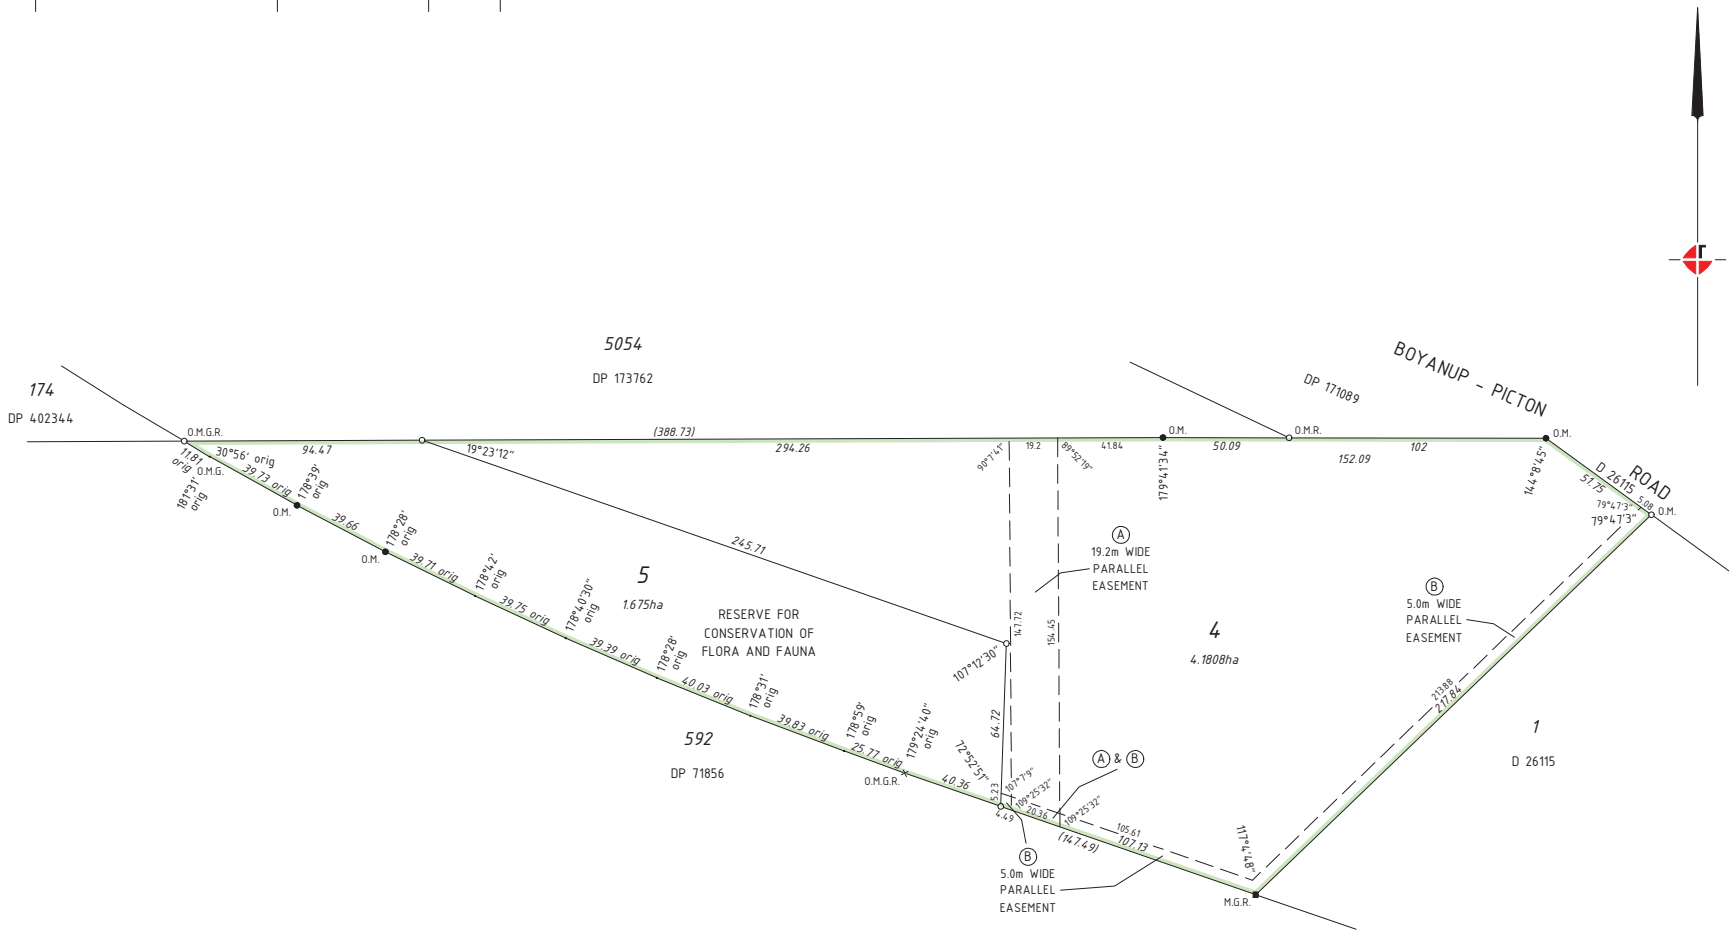 5054
DP 173762
174
DP 402344
BOYANUP - PICTON
ROAD
DP 171089
D 26115
O.M.G.R.
(388.73)
94.47
19°23'12"
294.26
90°7'41"
19.2
89°52'19"
41.84
O.M.
179°41'34"
50.09
O.M.R.
152.09
102
O.M.
144°8'45"
51.75
5.08
79°47'3"
79°47'3"
O.M.
30°56' orig
11.81
orig
O.M.G.
181°31'
orig
39.73 orig
178°39'
orig
O.M.
39.66
178°28'
orig
O.M.
39.71 orig
178°42'
orig
39.75 orig
178°40'30"
orig
39.39 orig
178°28'
orig
40.03 orig
178°31'
orig
39.83 orig
178°59'
orig
25.77 orig
179°24'40"
orig
O.M.G.R.
40.36
72°52'51"
245.71
5
1.675ha
RESERVE FOR
CONSERVATION OF
FLORA AND FAUNA
107°12'30"
64.72
147.72
154.45
A
19.2m WIDE
PARALLEL
EASEMENT
4
4.1808ha
B
5.0m WIDE
PARALLEL
EASEMENT
213.88
217.84
1
D 26115
592
DP 71856
A & B
5.23
107°7'9"
109°25'32"
4.49
20.36
109°25'32"
105.61
107.13
(147.49)
117°4'48"
B
5.0m WIDE
PARALLEL
EASEMENT
M.G.R.